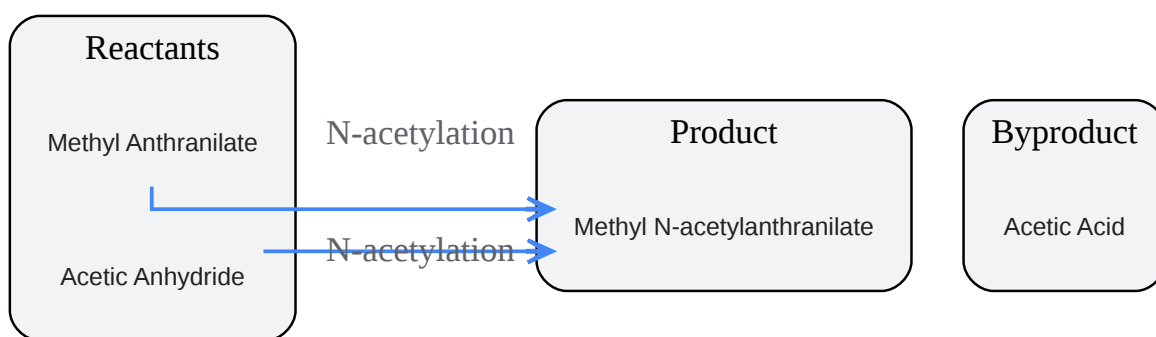 Reactants
Methyl Anthranilate
Acetic Anhydride
N-acetylation
N-acetylation
Product
Methyl N-acetylanthranilate
Byproduct
Acetic Acid